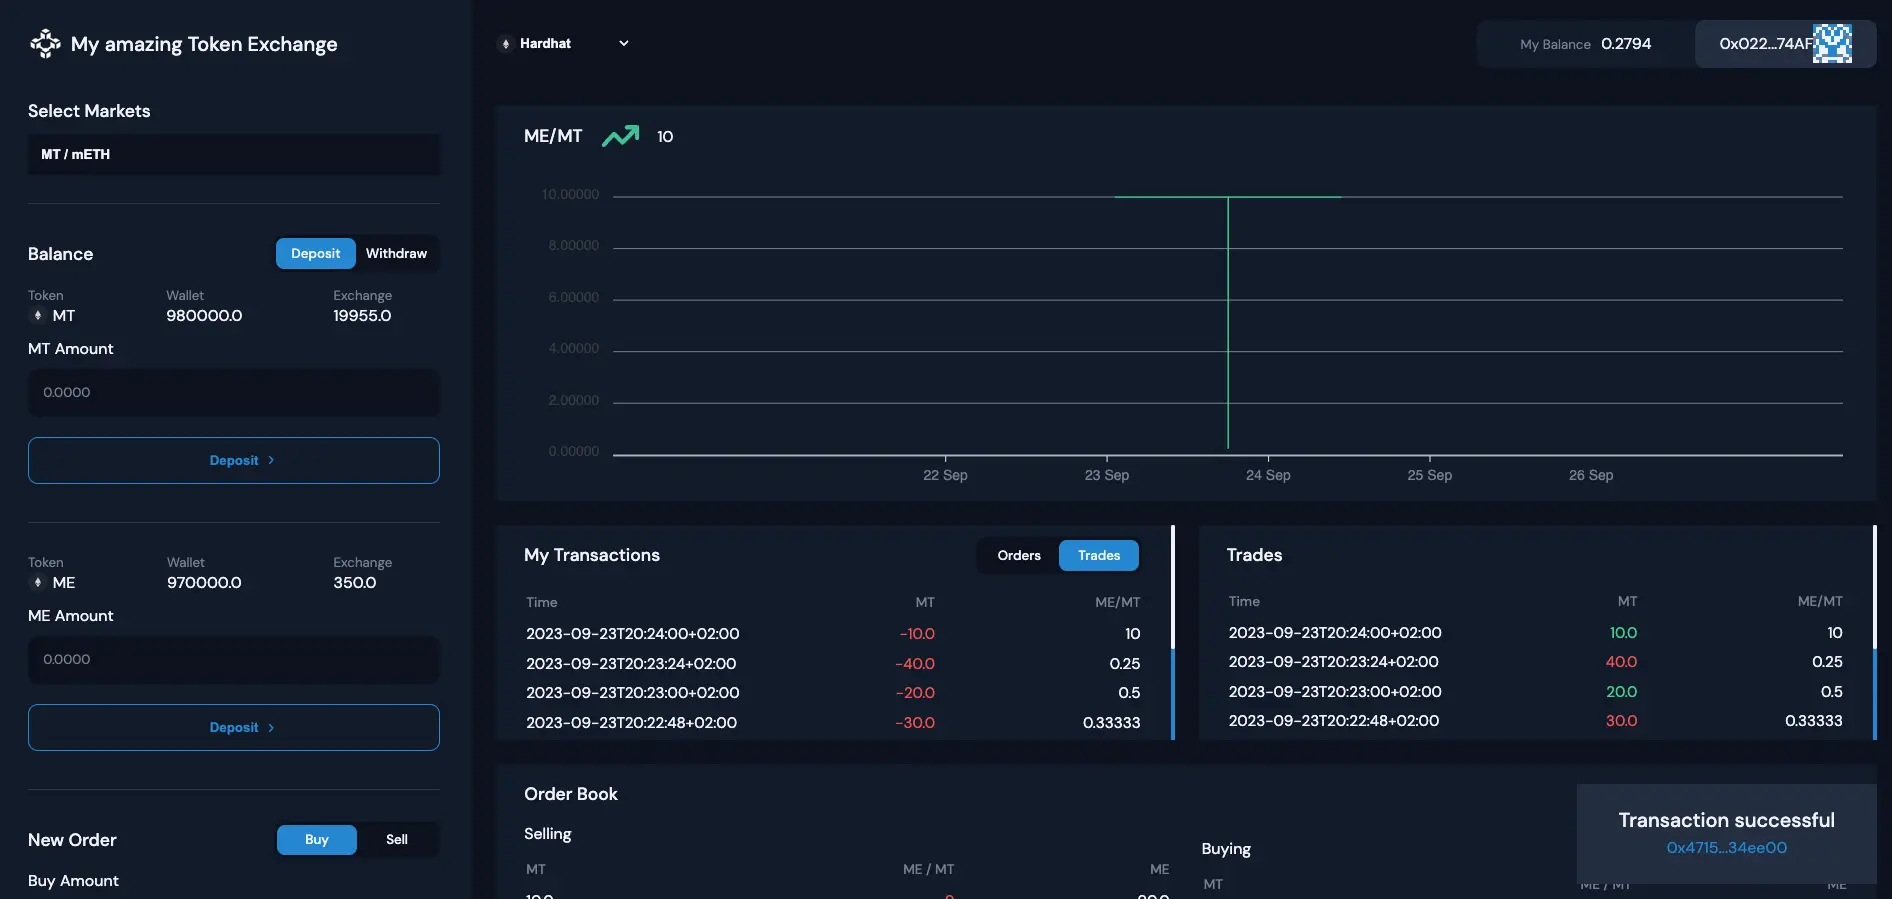 My amazing Token Exchange
Select Markets
MT / mETH
Balance
Deposit Withdraw
Token Wallet Exchange
MT 980000.0 19955.0
MT Amount
0.0000
Deposit >
Token Wallet Exchange
ME 970000.0 350.0
ME Amount
0.0000
Deposit >
New Order
Buy Sell
Buy Amount
Hardhat
My Balance 0.2794 0x022...74AF
ME/MT 10
10.00000
8.00000
6.00000
4.00000
2.00000
0.00000
22 Sep 23 Sep 24 Sep 25 Sep 26 Sep
My Transactions
Orders Trades
Time MT ME/MT
2023-09-23T20:24:00+02:00 -10.0 10
2023-09-23T20:23:24+02:00 -40.0 0.25
2023-09-23T20:23:00+02:00 -20.0 0.5
2023-09-23T20:22:48+02:00 -30.0 0.33333
Trades
Time MT ME/MT
2023-09-23T20:24:00+02:00 10.0 10
2023-09-23T20:23:24+02:00 40.0 0.25
2023-09-23T20:23:00+02:00 20.0 0.5
2023-09-23T20:22:48+02:00 30.0 0.33333
Order Book
Selling
MT ME / MT ME
Buying
MT ME / MT ME
Transaction successful
0x4715...34ee00